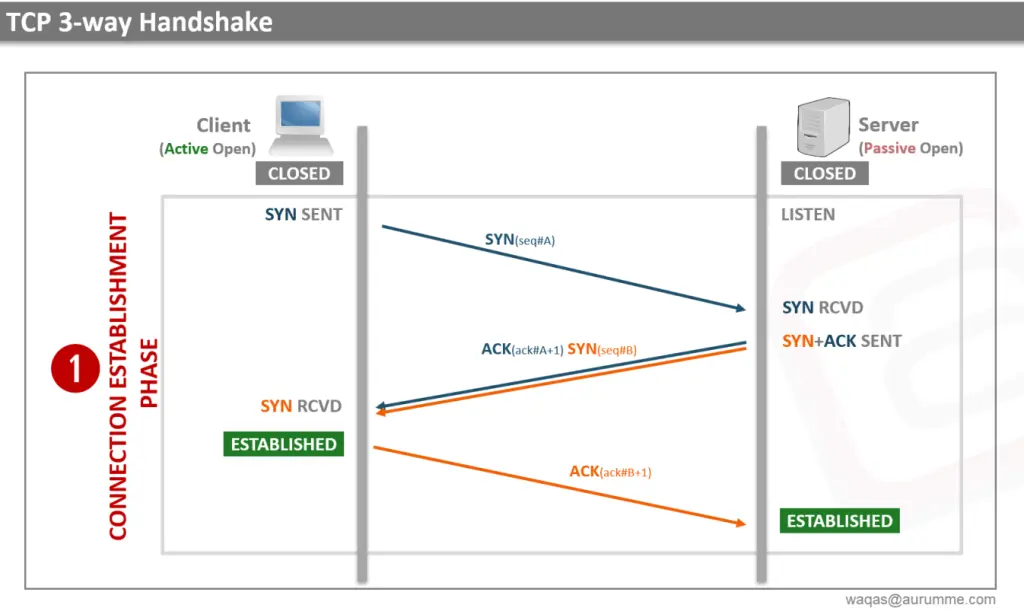 TCP 3-way Handshake
Client
(Active Open)
CLOSED
Server
(Passive Open)
CLOSED
1
CONNECTION ESTABLISHMENT
PHASE
SYN SENT
LISTEN
SYN(seq#A)
SYN RCVD
SYN+ACK SENT
ACK(ack#A+1) SYN(seq#B)
SYN RCVD
ESTABLISHED
ACK(ack#B+1)
ESTABLISHED
waqas@aurumme.com